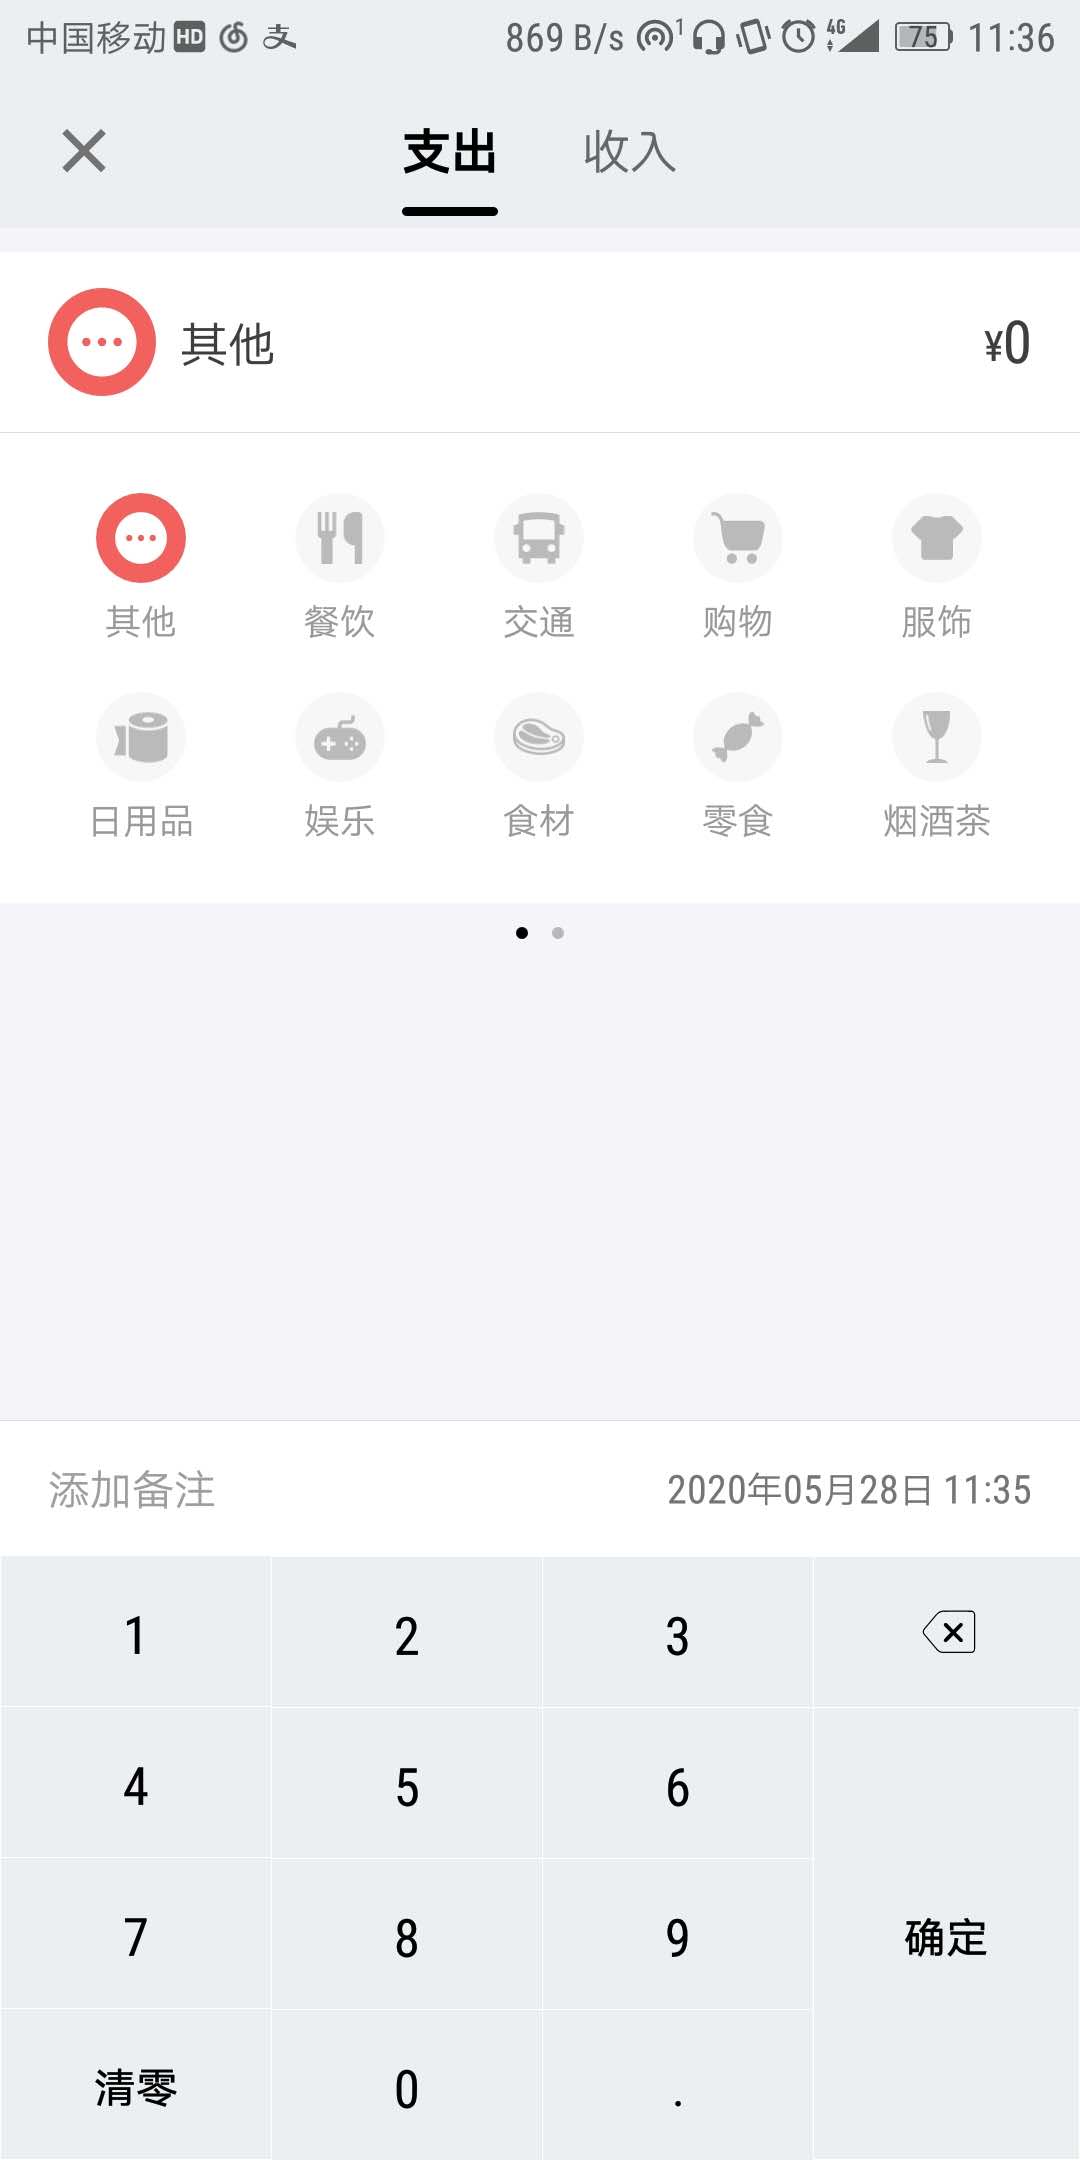 中国移动 HD 支 869 B/s 1 4G 75 11:36
支出 收入
其他 ¥0
其他 餐饮 交通 购物 服饰
日用品 娱乐 食材 零食 烟酒茶
添加备注 2020年05月28日 11:35
1 2 3
4 5 6
7 8 9 确定
清零 0 .